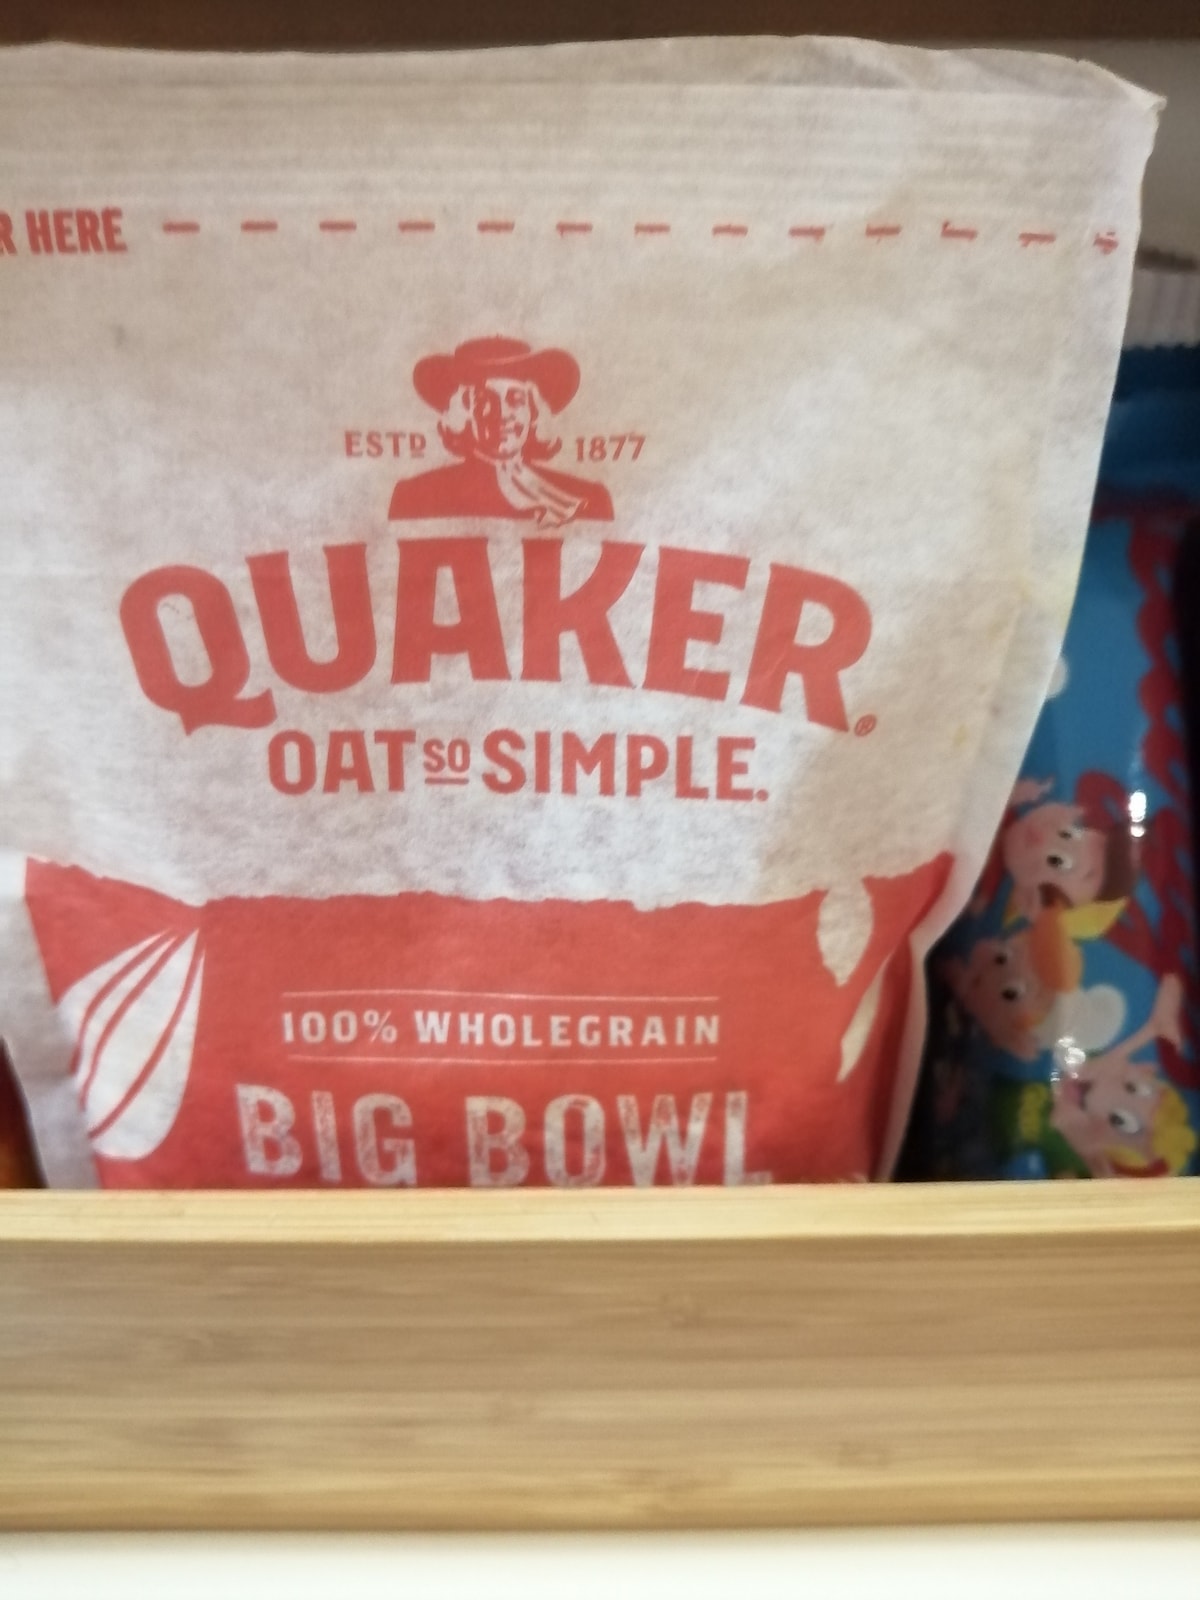 R HERE
ESTD 1877
QUAKER®
OAT SO SIMPLE.
100% WHOLEGRAIN
BIG BOWL